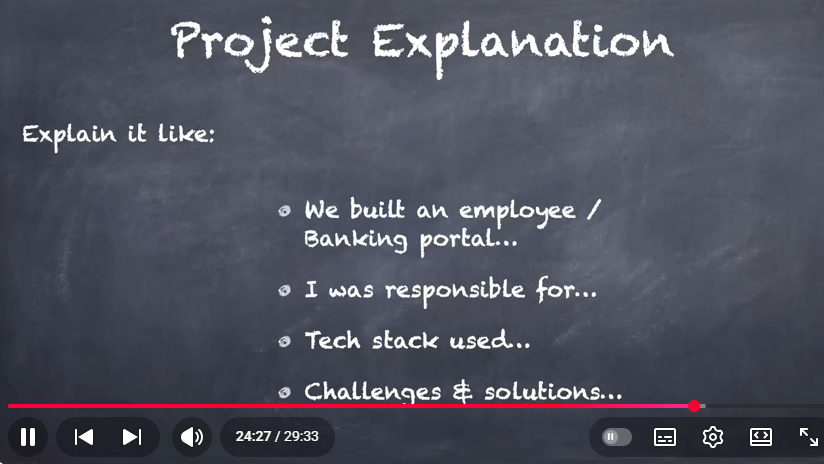 Project Explanation
Explain it like:
We built an employee /
Banking portal...
I was responsible for...
Tech stack used...
Challenges & solutions...
24:27 / 29:33